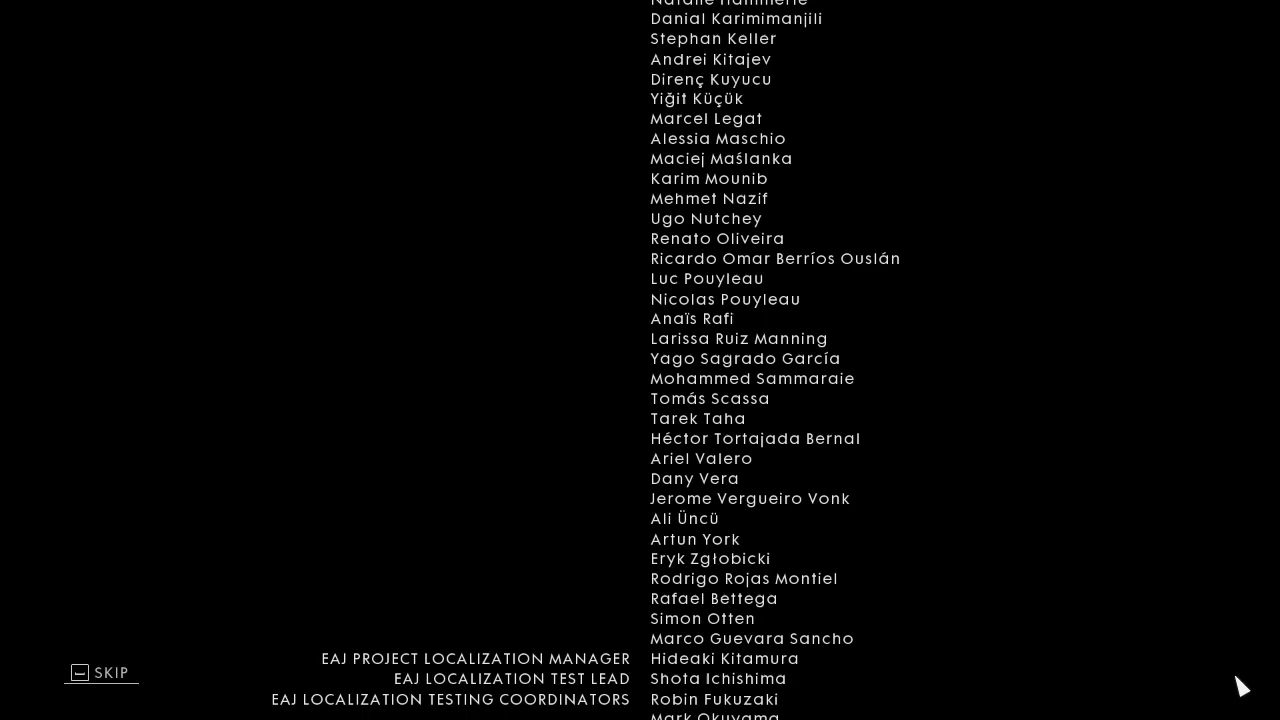 Natalie Hammerle
Danial Karimimanjili
Stephan Keller
Andrei Kitajev
Direnç Kuyucu
Yiğit Küçük
Marcel Legat
Alessia Maschio
Maciej Maślanka
Karim Mounib
Mehmet Nazif
Ugo Nutchey
Renato Oliveira
Ricardo Omar Berríos Ouslán
Luc Pouyleau
Nicolas Pouyleau
Anaïs Rafi
Larissa Ruiz Manning
Yago Sagrado García
Mohammed Sammaraie
Tomás Scassa
Tarek Taha
Héctor Tortajada Bernal
Ariel Valero
Dany Vera
Jerome Vergueiro Vonk
Ali Üncü
Artun York
Eryk Zgłobicki
Rodrigo Rojas Montiel
Rafael Bettega
Simon Otten
Marco Guevara Sancho
EAJ PROJECT LOCALIZATION MANAGER Hideaki Kitamura
SKIP
EAJ LOCALIZATION TEST LEAD Shota Ichishima
EAJ LOCALIZATION TESTING COORDINATORS Robin Fukuzaki
Mark Okuyama